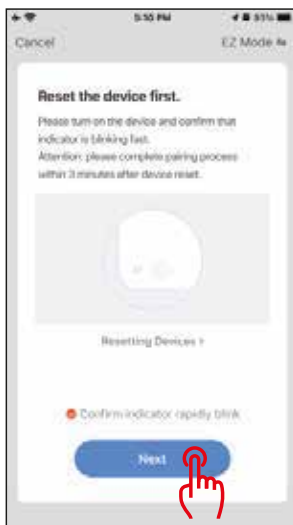 5:55 PM 51%
Cancel EZ Mode
Reset the device first.
Please turn on the device and confirm that
indicator is blinking fast.
Attention: please complete pairing process
within 3 minutes after device reset.
Resetting Devices >
Confirm indicator rapidly blink
Next